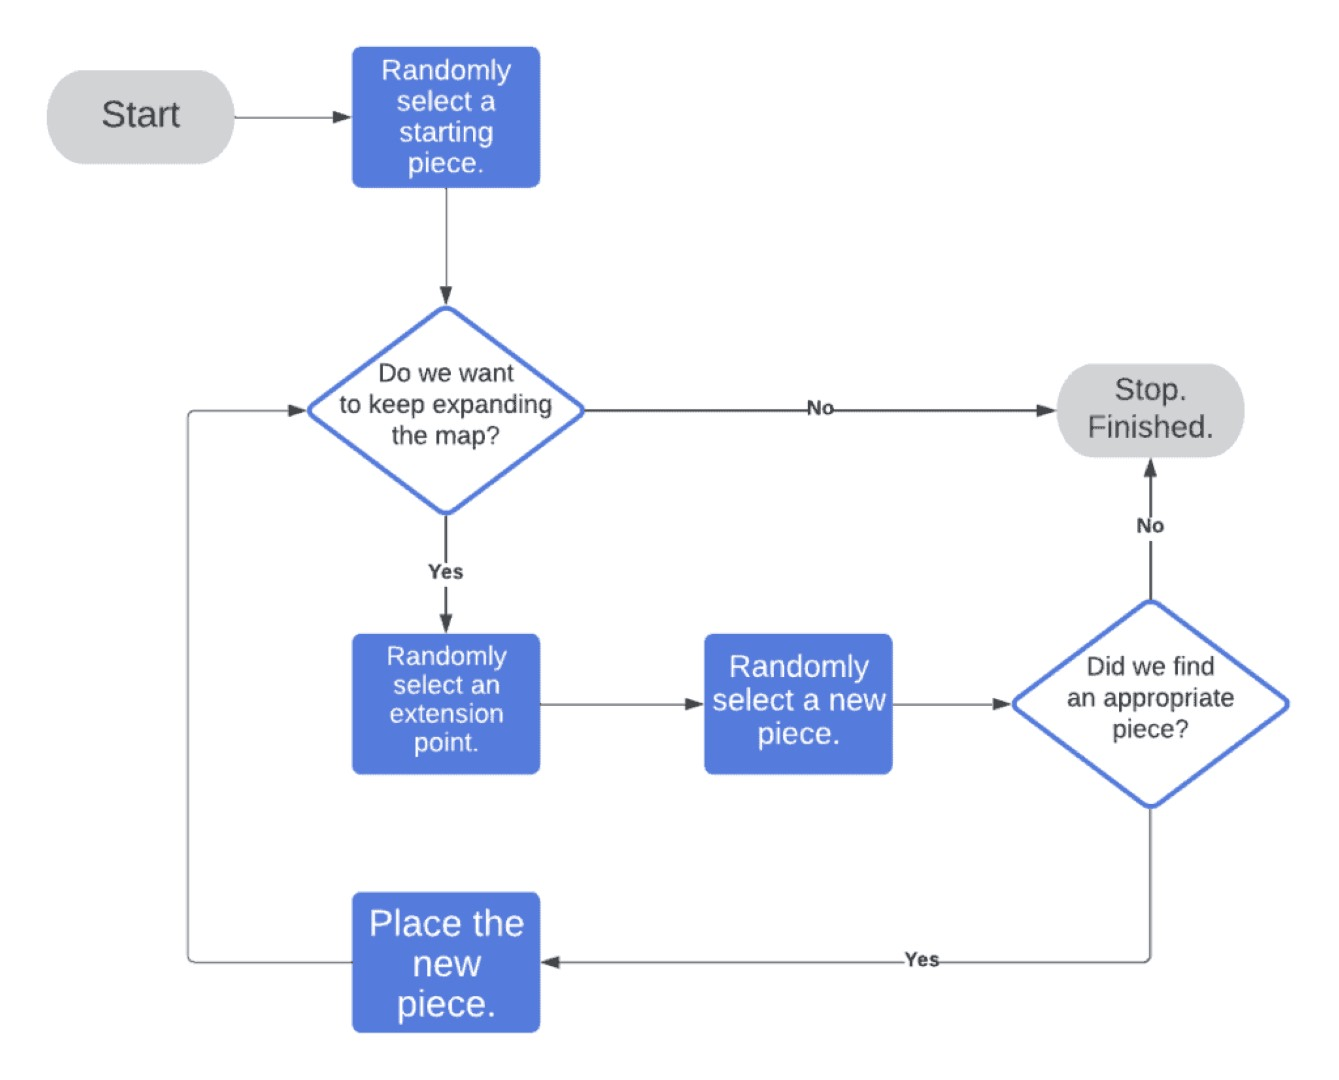 Start
Randomly
select a
starting
piece.
Do we want
to keep expanding
the map?
No
Stop.
Finished.
No
Yes
Randomly
select an
extension
point.
Randomly
select a new
piece.
Did we find
an appropriate
piece?
Yes
Place the
new
piece.